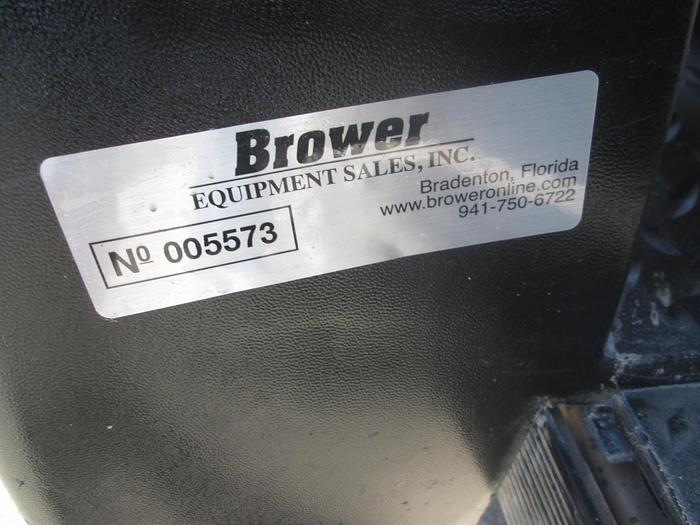 Brower
EQUIPMENT SALES, INC.
Bradenton, Florida
www.broweronline.com
941-750-6722
Nº 005573